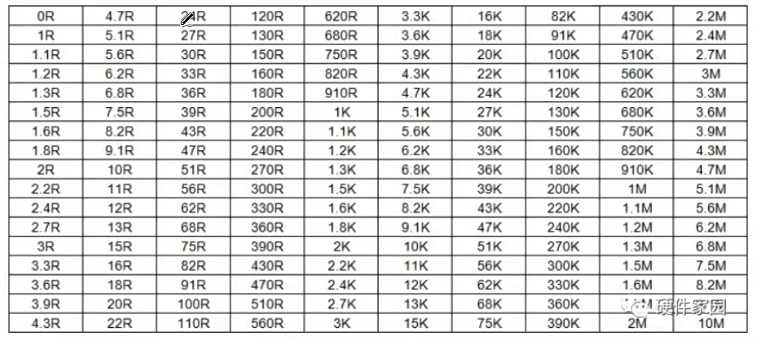 0R 4.7R 120R 620R 3.3K 16K 82K 430K 2.2M
1R 5.1R 27R 130R 680R 3.6K 18K 91K 470K 2.4M
1.1R 5.6R 30R 150R 750R 3.9K 20K 100K 510K 2.7M
1.2R 6.2R 33R 160R 820R 4.3K 22K 110K 560K 3M
1.3R 6.8R 36R 180R 910R 4.7K 24K 120K 620K 3.3M
1.5R 7.5R 39R 200R 1K 5.1K 27K 130K 680K 3.6M
1.6R 8.2R 43R 220R 1.1K 5.6K 30K 150K 750K 3.9M
1.8R 9.1R 47R 240R 1.2K 6.2K 33K 160K 820K 4.3M
2R 10R 51R 270R 1.3K 6.8K 36K 180K 910K 4.7M
2.2R 11R 56R 300R 1.5K 7.5K 39K 200K 1M 5.1M
2.4R 12R 62R 330R 1.6K 8.2K 43K 220K 1.1M 5.6M
2.7R 13R 68R 360R 1.8K 9.1K 47K 240K 1.2M 6.2M
3R 15R 75R 390R 2K 10K 51K 270K 1.3M 6.8M
3.3R 16R 82R 430R 2.2K 11K 56K 300K 1.5M 7.5M
3.6R 18R 91R 470R 2.4K 12K 62K 330K 1.6M 8.2M
3.9R 20R 100R 510R 2.7K 13K 68K 360K 硬件家园
4.3R 22R 110R 560R 3K 15K 75K 390K 2M 10M